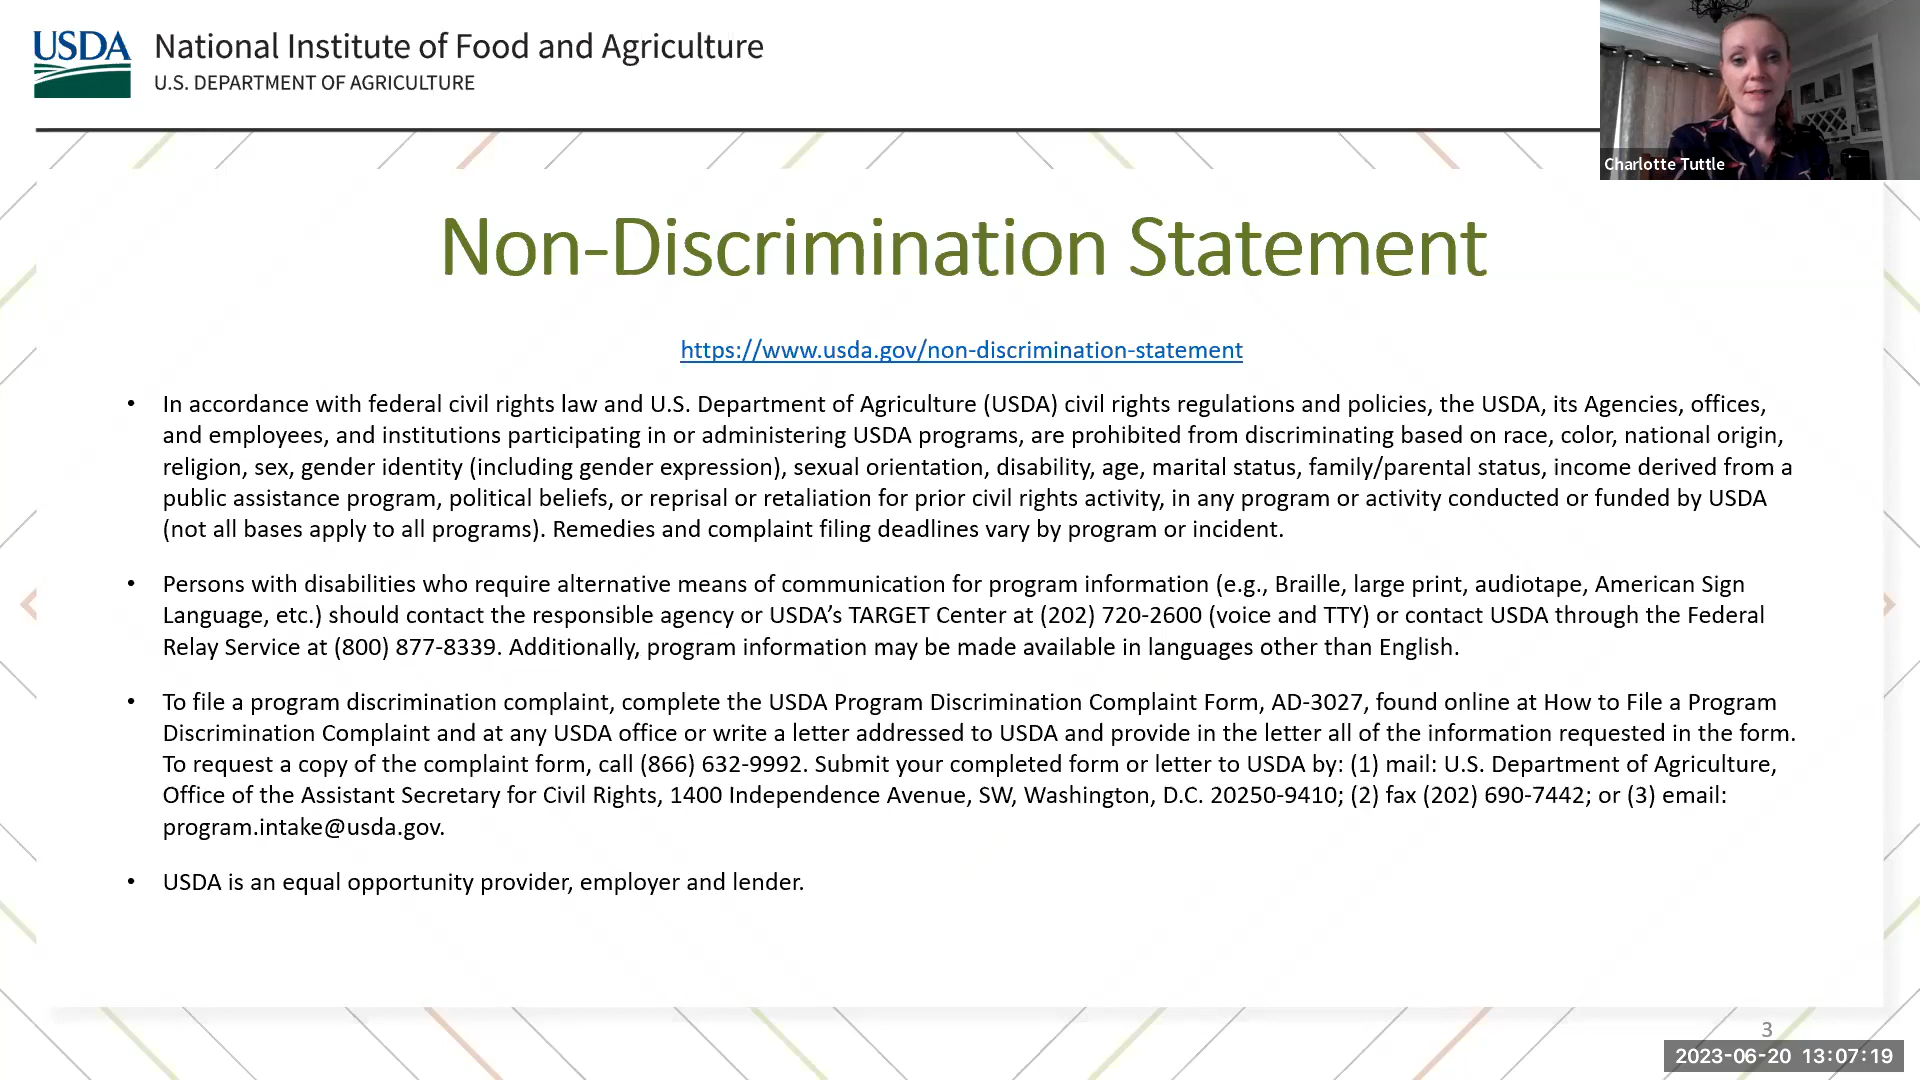 USDA
National Institute of Food and Agriculture
U.S. DEPARTMENT OF AGRICULTURE
Charlotte Tuttle
Non-Discrimination Statement
https://www.usda.gov/non-discrimination-statement
• In accordance with federal civil rights law and U.S. Department of Agriculture (USDA) civil rights regulations and policies, the USDA, its Agencies, offices,
and employees, and institutions participating in or administering USDA programs, are prohibited from discriminating based on race, color, national origin,
religion, sex, gender identity (including gender expression), sexual orientation, disability, age, marital status, family/parental status, income derived from a
public assistance program, political beliefs, or reprisal or retaliation for prior civil rights activity, in any program or activity conducted or funded by USDA
(not all bases apply to all programs). Remedies and complaint filing deadlines vary by program or incident.
• Persons with disabilities who require alternative means of communication for program information (e.g., Braille, large print, audiotape, American Sign
Language, etc.) should contact the responsible agency or USDA’s TARGET Center at (202) 720-2600 (voice and TTY) or contact USDA through the Federal
Relay Service at (800) 877-8339. Additionally, program information may be made available in languages other than English.
• To file a program discrimination complaint, complete the USDA Program Discrimination Complaint Form, AD-3027, found online at How to File a Program
Discrimination Complaint and at any USDA office or write a letter addressed to USDA and provide in the letter all of the information requested in the form.
To request a copy of the complaint form, call (866) 632-9992. Submit your completed form or letter to USDA by: (1) mail: U.S. Department of Agriculture,
Office of the Assistant Secretary for Civil Rights, 1400 Independence Avenue, SW, Washington, D.C. 20250-9410; (2) fax (202) 690-7442; or (3) email:
program.intake@usda.gov.
• USDA is an equal opportunity provider, employer and lender.
3
2023-06-20 13:07:19